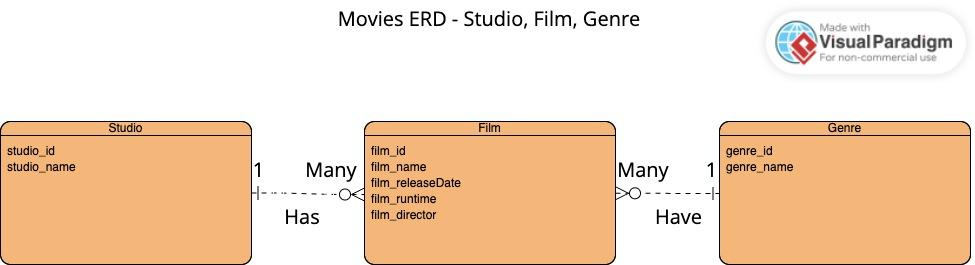 Movies ERD - Studio, Film, Genre
Made with
Visual Paradigm
For non-commercial use
Studio
studio_id
studio_name
1
Many
Has
Film
film_id
film_name
film_releaseDate
film_runtime
film_director
Many
1
Have
Genre
genre_id
genre_name